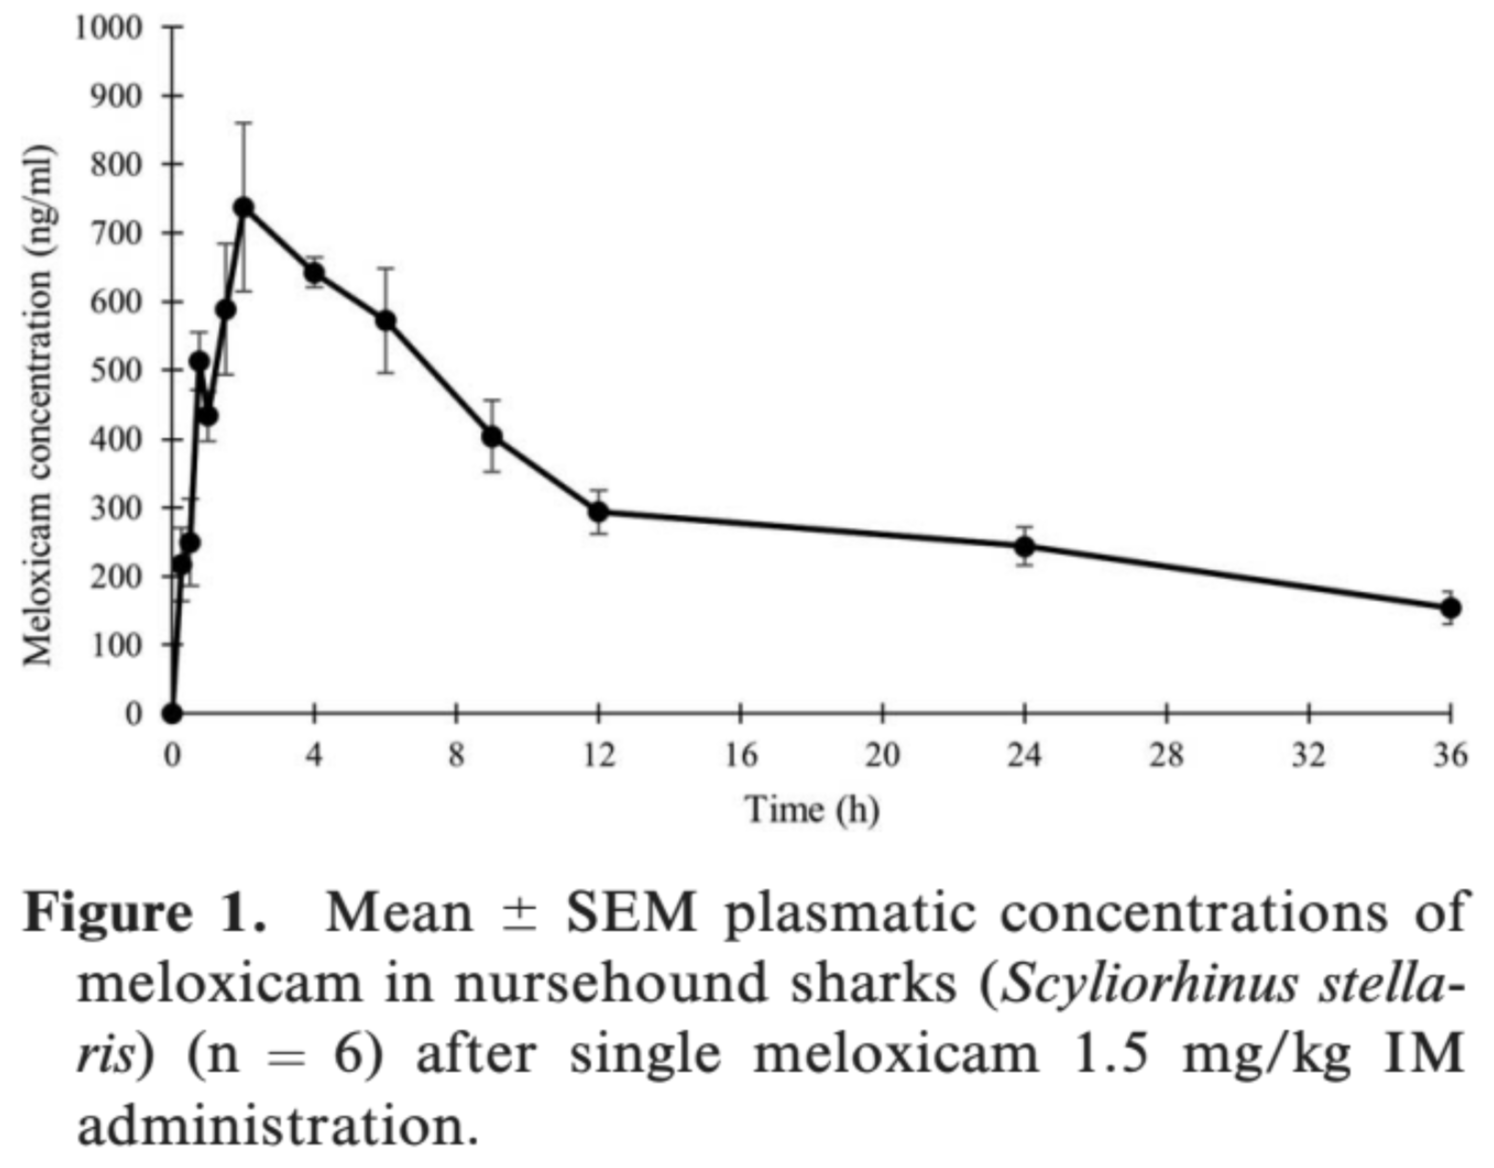 1000
900
800
700
600
500
400
300
200
100
0
Meloxicam concentration (ng/ml)
0 4 8 12 16 20 24 28 32 36
Time (h)
Figure 1. Mean ± SEM plasmatic concentrations of
meloxicam in nursehound sharks (Scyliorhinus stella-
ris) (n = 6) after single meloxicam 1.5 mg/kg IM
administration.